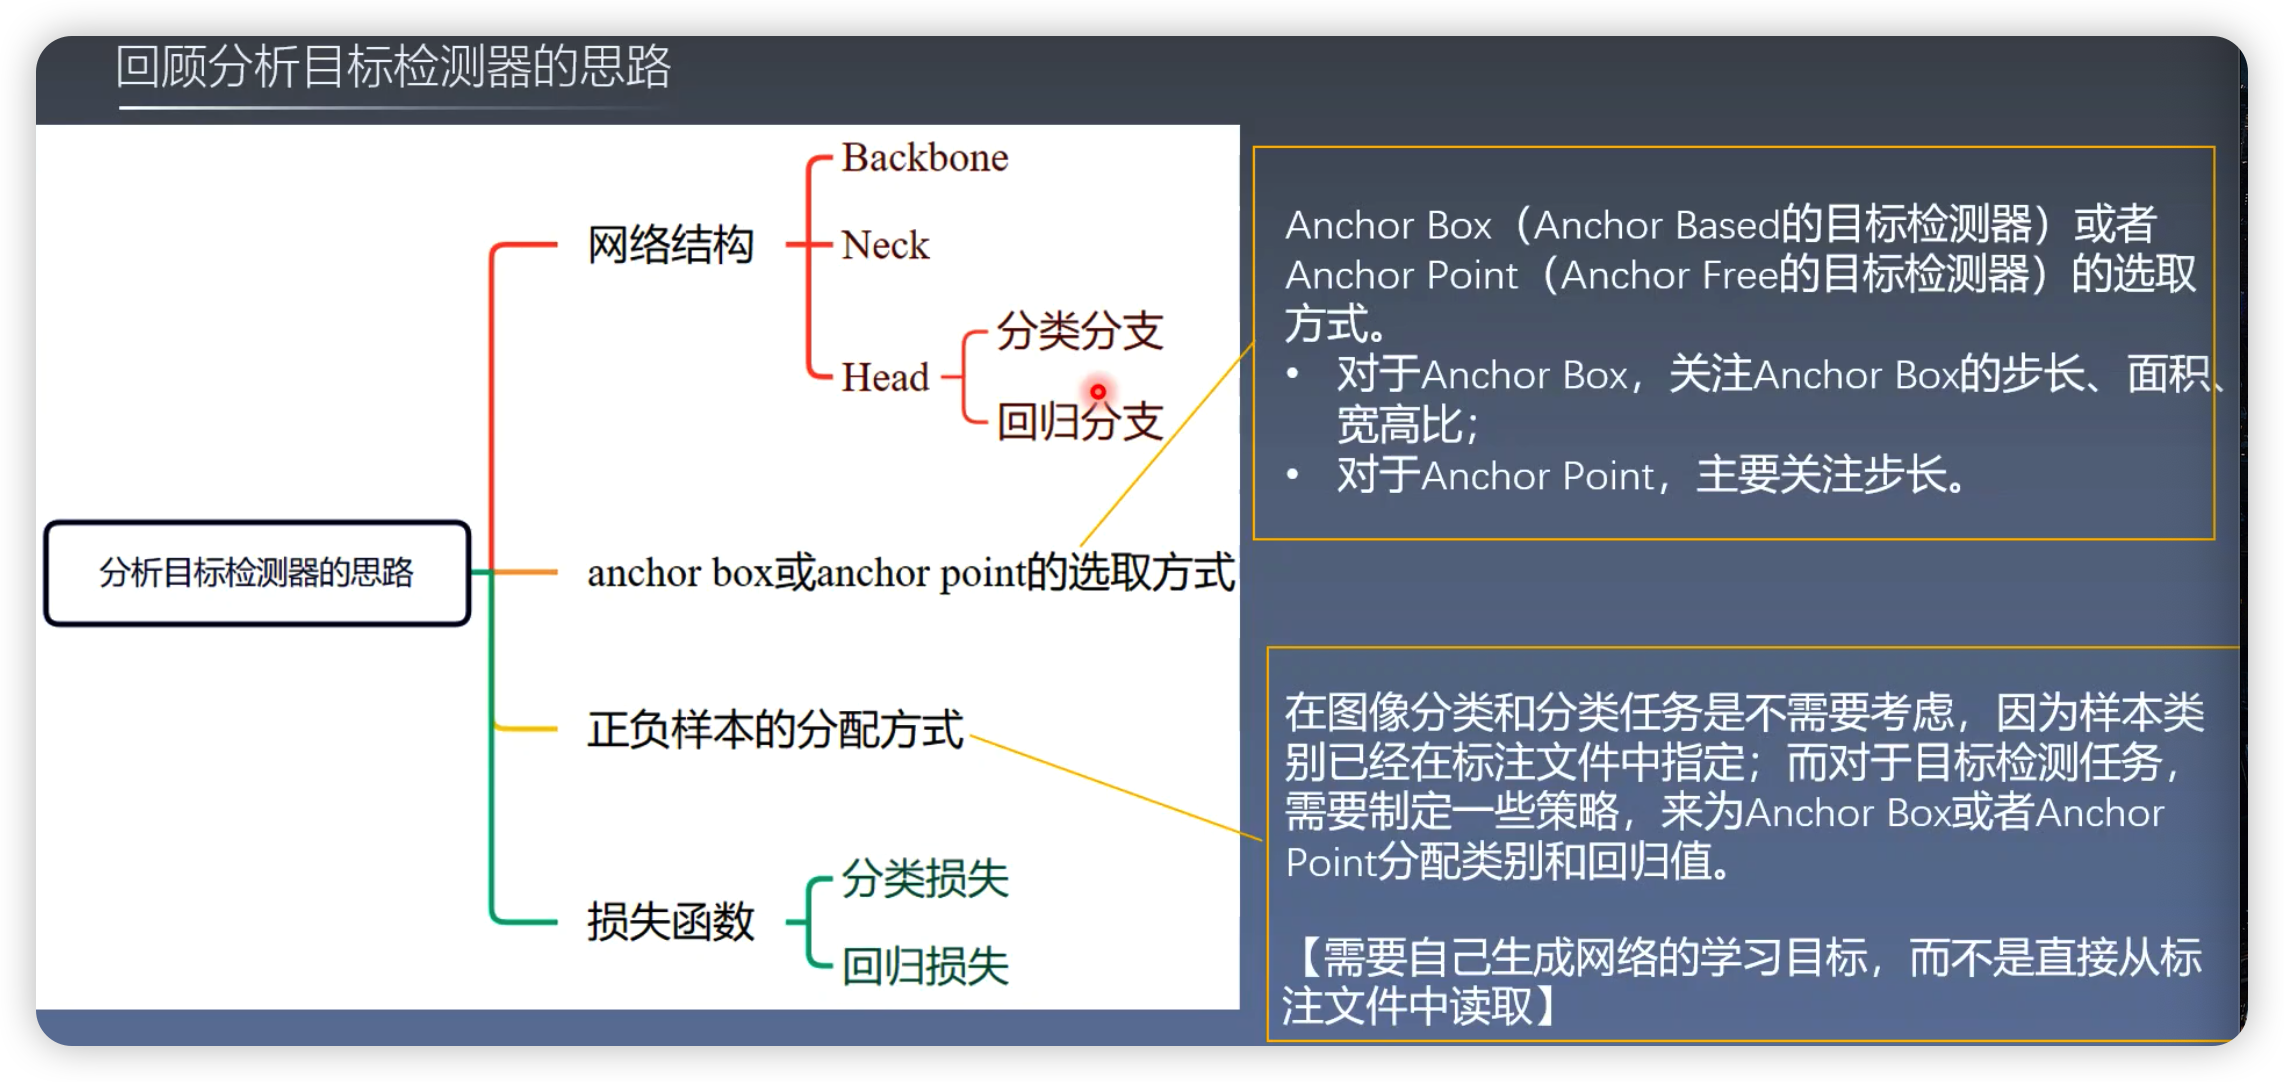 回顾分析目标检测器的思路
Backbone
网络结构
Neck
分类分支
Head
回归分支
分析目标检测器的思路
anchor box或anchor point的选取方式
正负样本的分配方式
分类损失
损失函数
回归损失
Anchor Box（Anchor Based的目标检测器）或者
Anchor Point（Anchor Free的目标检测器）的选取
方式。
• 对于Anchor Box，关注Anchor Box的步长、面积、
宽高比；
• 对于Anchor Point，主要关注步长。
在图像分类和分类任务是不需要考虑，因为样本类
别已经在标注文件中指定；而对于目标检测任务，
需要制定一些策略，来为Anchor Box或者Anchor
Point分配类别和回归值。
【需要自己生成网络的学习目标，而不是直接从标
注文件中读取】